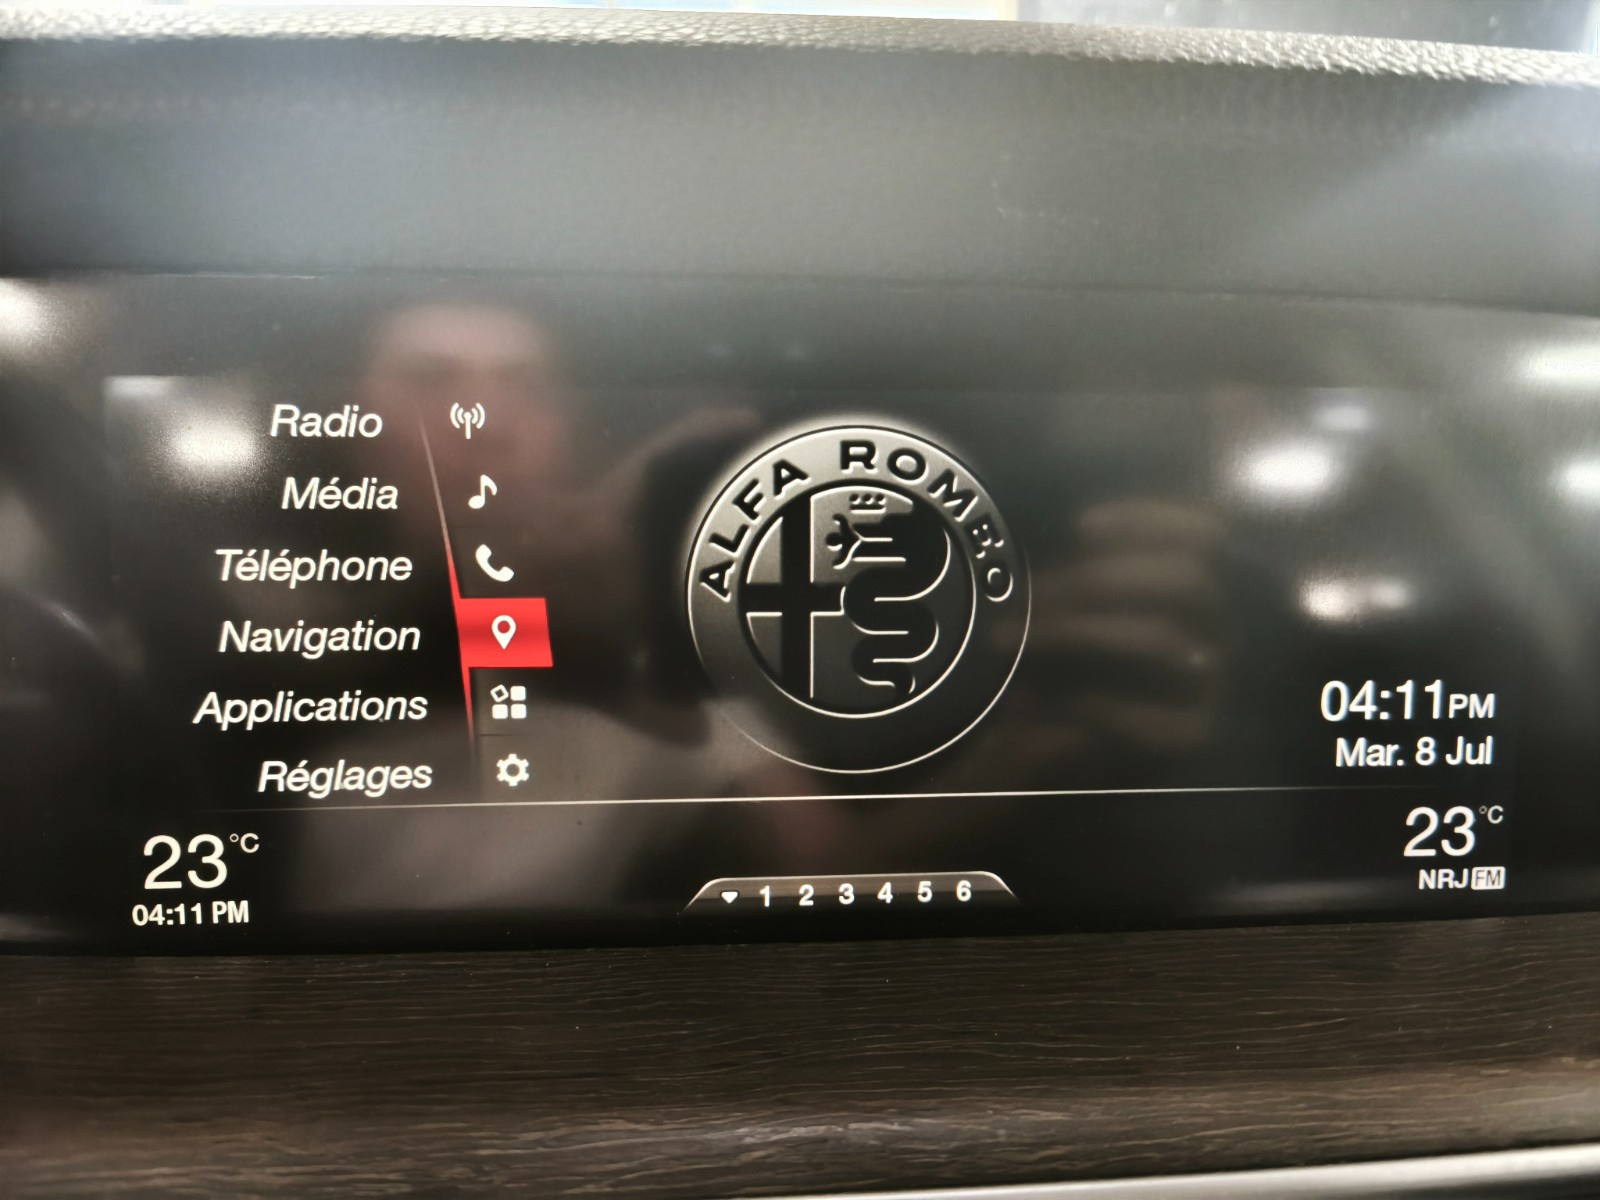 Radio
Média
Téléphone
Navigation
Applications
Réglages
ALFA ROMEO
04:11PM
Mar. 8 Jul
23°C
04:11 PM
1 2 3 4 5 6
23°C
NRJ FM